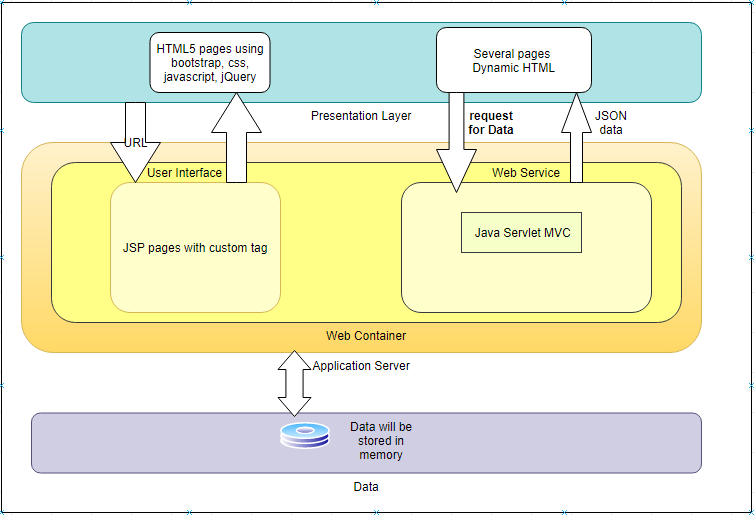 HTML5 pages using
bootstrap, css,
javascript, jQuery
Several pages
Dynamic HTML
Presentation Layer
request
for Data
JSON
data
URL
User Interface
Web Service
JSP pages with custom tag
Java Servlet MVC
Web Container
Application Server
Data will be
stored in
memory
Data